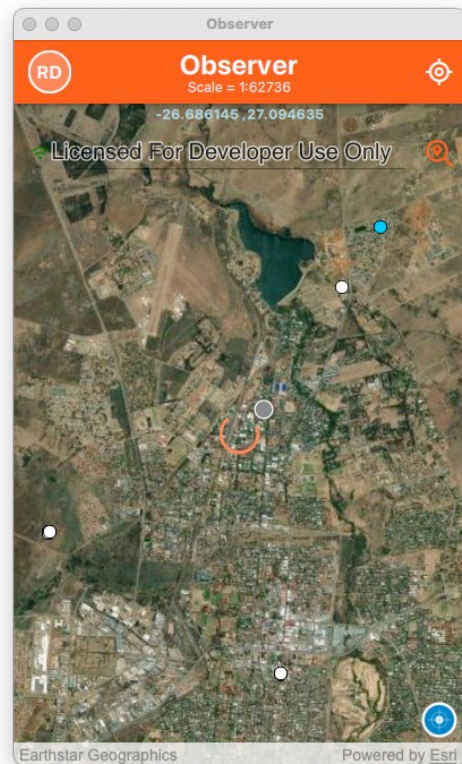 Observer
RD
Observer
Scale = 1:62736
-26.686145 ,27.094635
Licensed For Developer Use Only
Earthstar Geographics
Powered by Esri